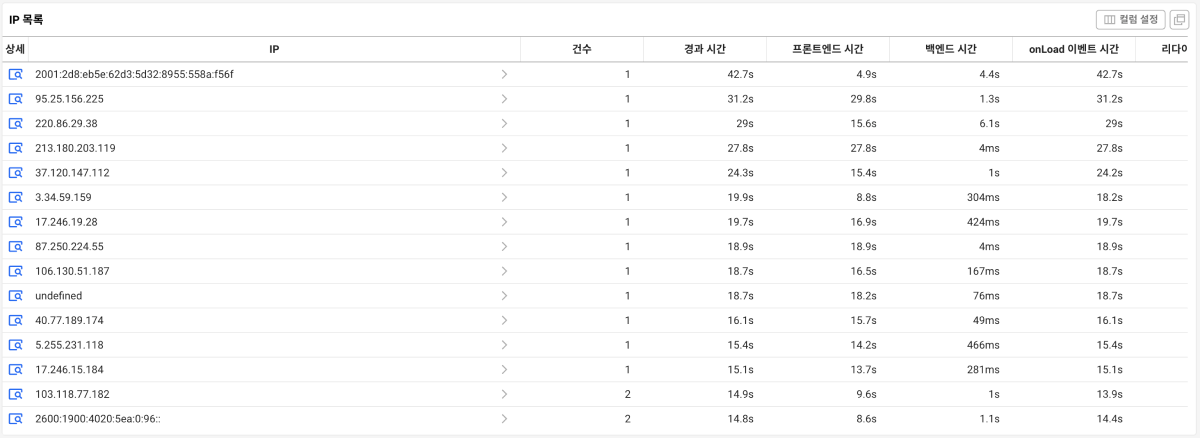 IP 목록
컬럼 설정
상세 IP 건수 경과 시간 프론트엔드 시간 백엔드 시간 onLoad 이벤트 시간 리다이
2001:2d8:eb5e:62d3:5d32:8955:558a:f56f 1 42.7s 4.9s 4.4s 42.7s
95.25.156.225 1 31.2s 29.8s 1.3s 31.2s
220.86.29.38 1 29s 15.6s 6.1s 29s
213.180.203.119 1 27.8s 27.8s 4ms 27.8s
37.120.147.112 1 24.3s 15.4s 1s 24.2s
3.34.59.159 1 19.9s 8.8s 304ms 18.2s
17.246.19.28 1 19.7s 16.9s 424ms 19.7s
87.250.224.55 1 18.9s 18.9s 4ms 18.9s
106.130.51.187 1 18.7s 16.5s 167ms 18.7s
undefined 1 18.7s 18.2s 76ms 18.7s
40.77.189.174 1 16.1s 15.7s 49ms 16.1s
5.255.231.118 1 15.4s 14.2s 466ms 15.4s
17.246.15.184 1 15.1s 13.7s 281ms 15.1s
103.118.77.182 2 14.9s 9.6s 1s 13.9s
2600:1900:4020:5ea:0:96:: 2 14.8s 8.6s 1.1s 14.4s